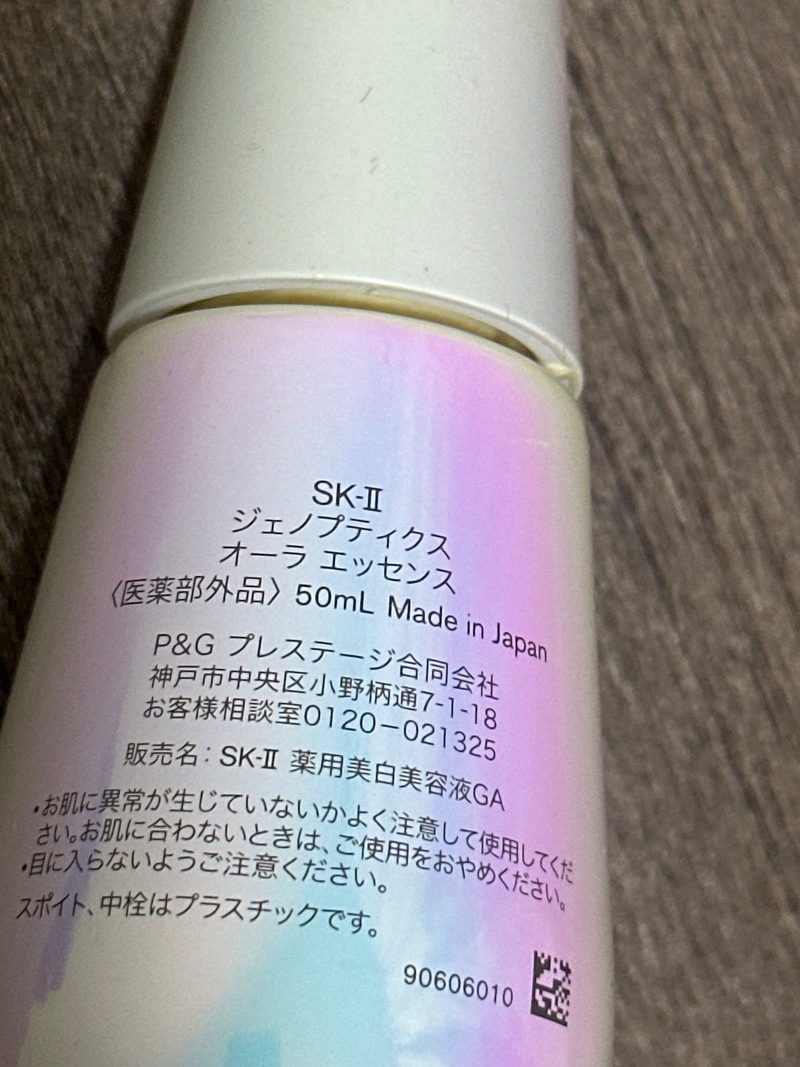 SK-II
ジェノプティクス
オーラ エッセンス
〈医薬部外品〉 50mL Made in Japan
P&G プレステージ合同会社
神戸市中央区小野柄通7-1-18
お客様相談室0120-021325
販売名：SK-II 薬用美白美容液GA
・お肌に異常が生じていないかよく注意して使用してくだ
さい。お肌に合わないときは、ご使用をおやめください。
・目に入らないようご注意ください。
スポイト、中栓はプラスチックです。
90606010